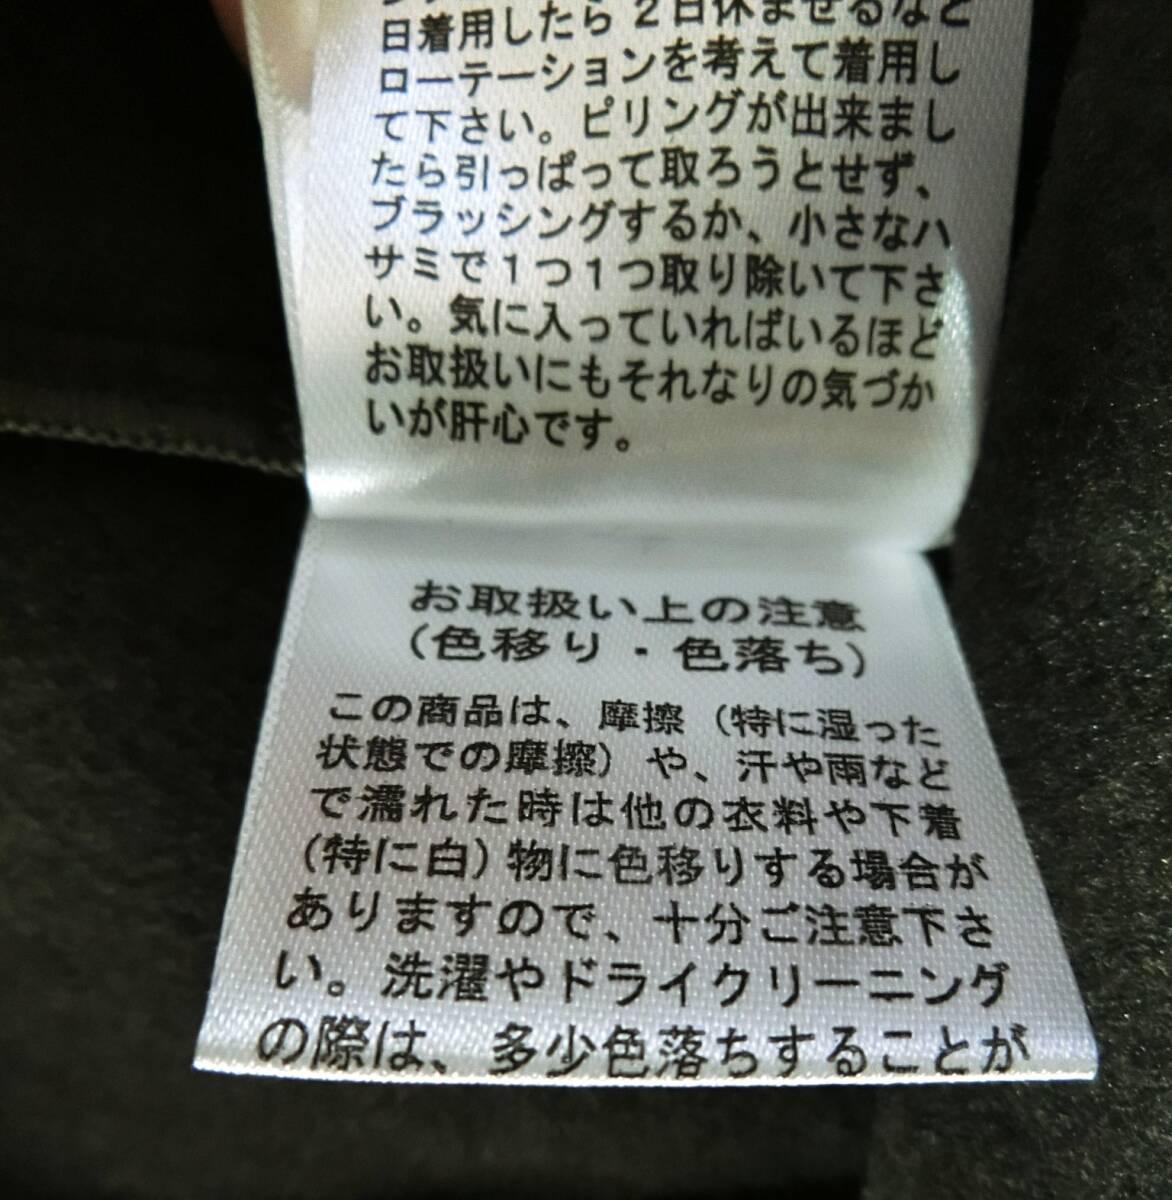 日着用したら2日休ませるなど
ローテーションを考えて着用し
て下さい。ピリングが出来まし
たら引っぱって取ろうとせず、
ブラッシングするか、小さなハ
サミで1つ1つ取り除いて下さ
い。気に入っていればいるほど
お取扱いにもそれなりの気づか
いが肝心です。
お取扱い上の注意
(色移り・色落ち)
この商品は、摩擦(特に湿った
状態での摩擦)や、汗や雨など
で濡れた時は他の衣料や下着
(特に白)物に色移りする場合が
ありますので、十分ご注意下さ
い。洗濯やドライクリーニング
の際は、多少色落ちすることが